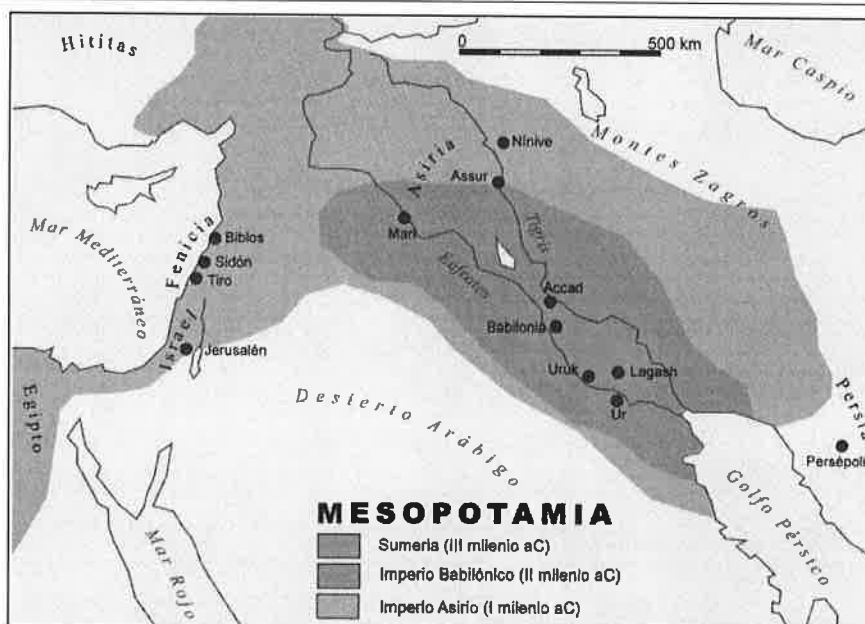 Hititas
0 500 km
Mar Caspio
Montes Zagros
Nínive
Asiria
Assur
Mari
Tigris
Eufrates
Mar Mediterráneo
Fenicia
Biblos
Sidón
Tiro
Accad
Babilonia
Israel
Jerusalén
Uruk
Lagash
Ur
Egipto
Desierto Arábigo
Persia
Persépoli
Golfo Pérsico
Mar Rojo
MESOPOTAMIA
Sumeria (III milenio aC)
Imperio Babilónico (II milenio aC)
Imperio Asirio (I milenio aC)